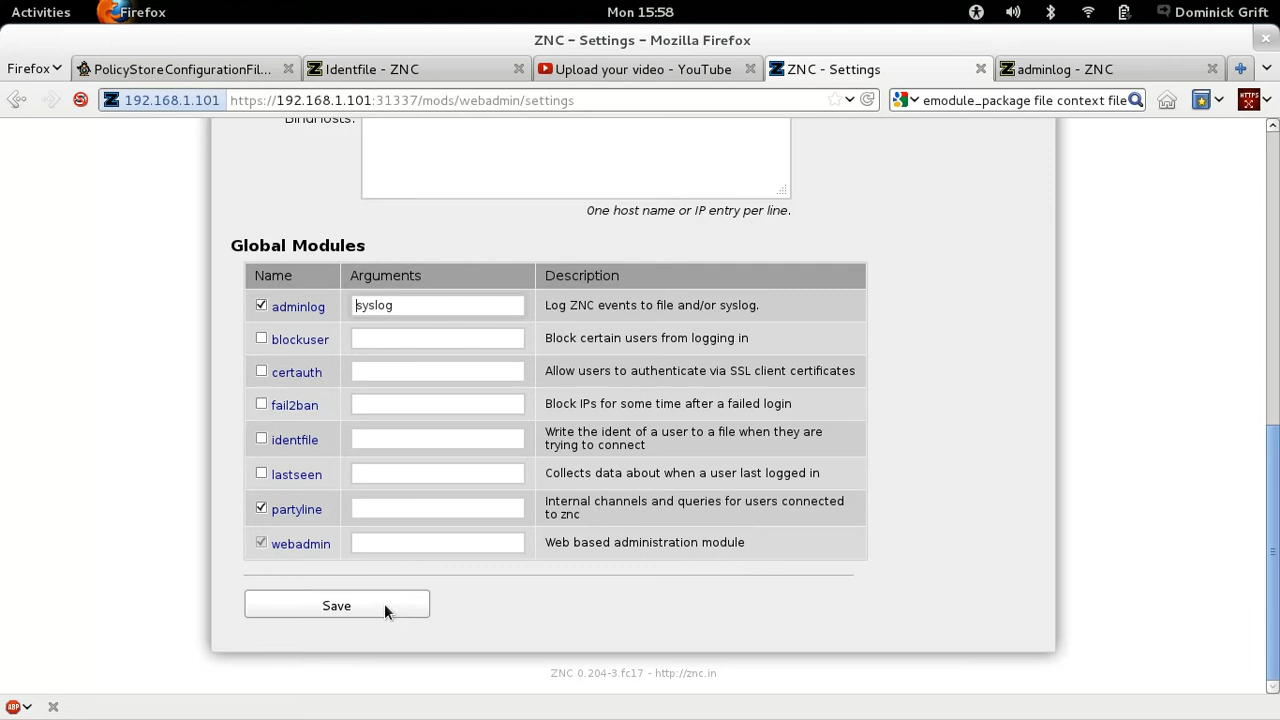 Activities
Firefox
Mon 15:58
Dominick Grift
ZNC – Settings – Mozilla Firefox
Firefox
PolicyStoreConfigurationFil...
Identfile - ZNC
Upload your video - YouTube
ZNC - Settings
adminlog - ZNC
192.168.1.101
https://192.168.1.101:31337/mods/webadmin/settings
emodule_package file context file
HTTPS
BindHosts:
One host name or IP entry per line.
Global Modules
Name Arguments Description
adminlog syslog Log ZNC events to file and/or syslog.
blockuser Block certain users from logging in
certauth Allow users to authenticate via SSL client certificates
fail2ban Block IPs for some time after a failed login
identfile Write the ident of a user to a file when they are
trying to connect
lastseen Collects data about when a user last logged in
partyline Internal channels and queries for users connected
to znc
webadmin Web based administration module
Save
ZNC 0.204-3.fc17 - http://znc.in
ABP